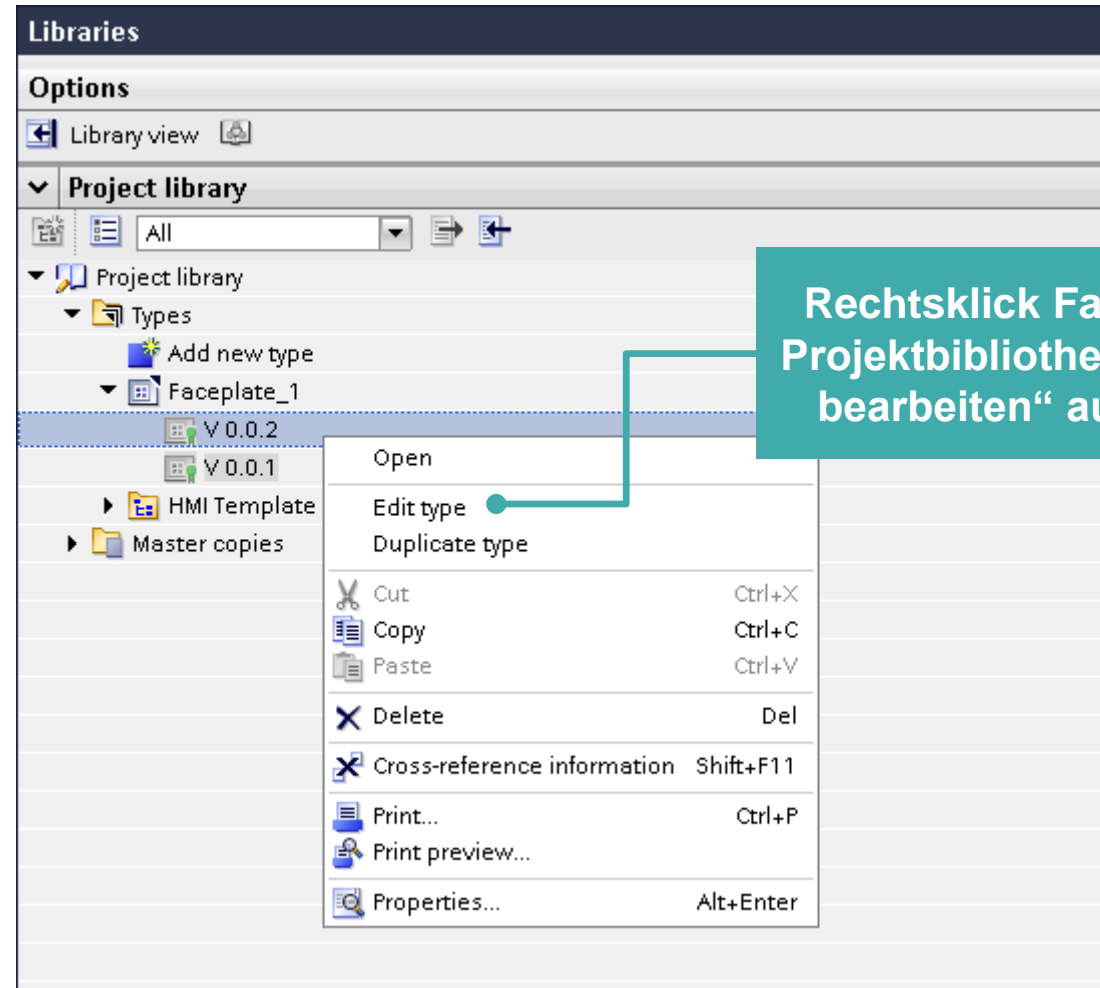 Libraries
Options
Library view
Project library
All
Project library
Types
Add new type
Faceplate_1
V 0.0.2
V 0.0.1
HMI Template
Master copies
Rechtsklick
Projektbibliothe
bearbeiten“
Open
Edit type
Duplicate type
Cut Ctrl+X
Copy Ctrl+C
Paste Ctrl+V
Delete Del
Cross-reference information Shift+F11
Print... Ctrl+P
Print preview...
Properties... Alt+Enter